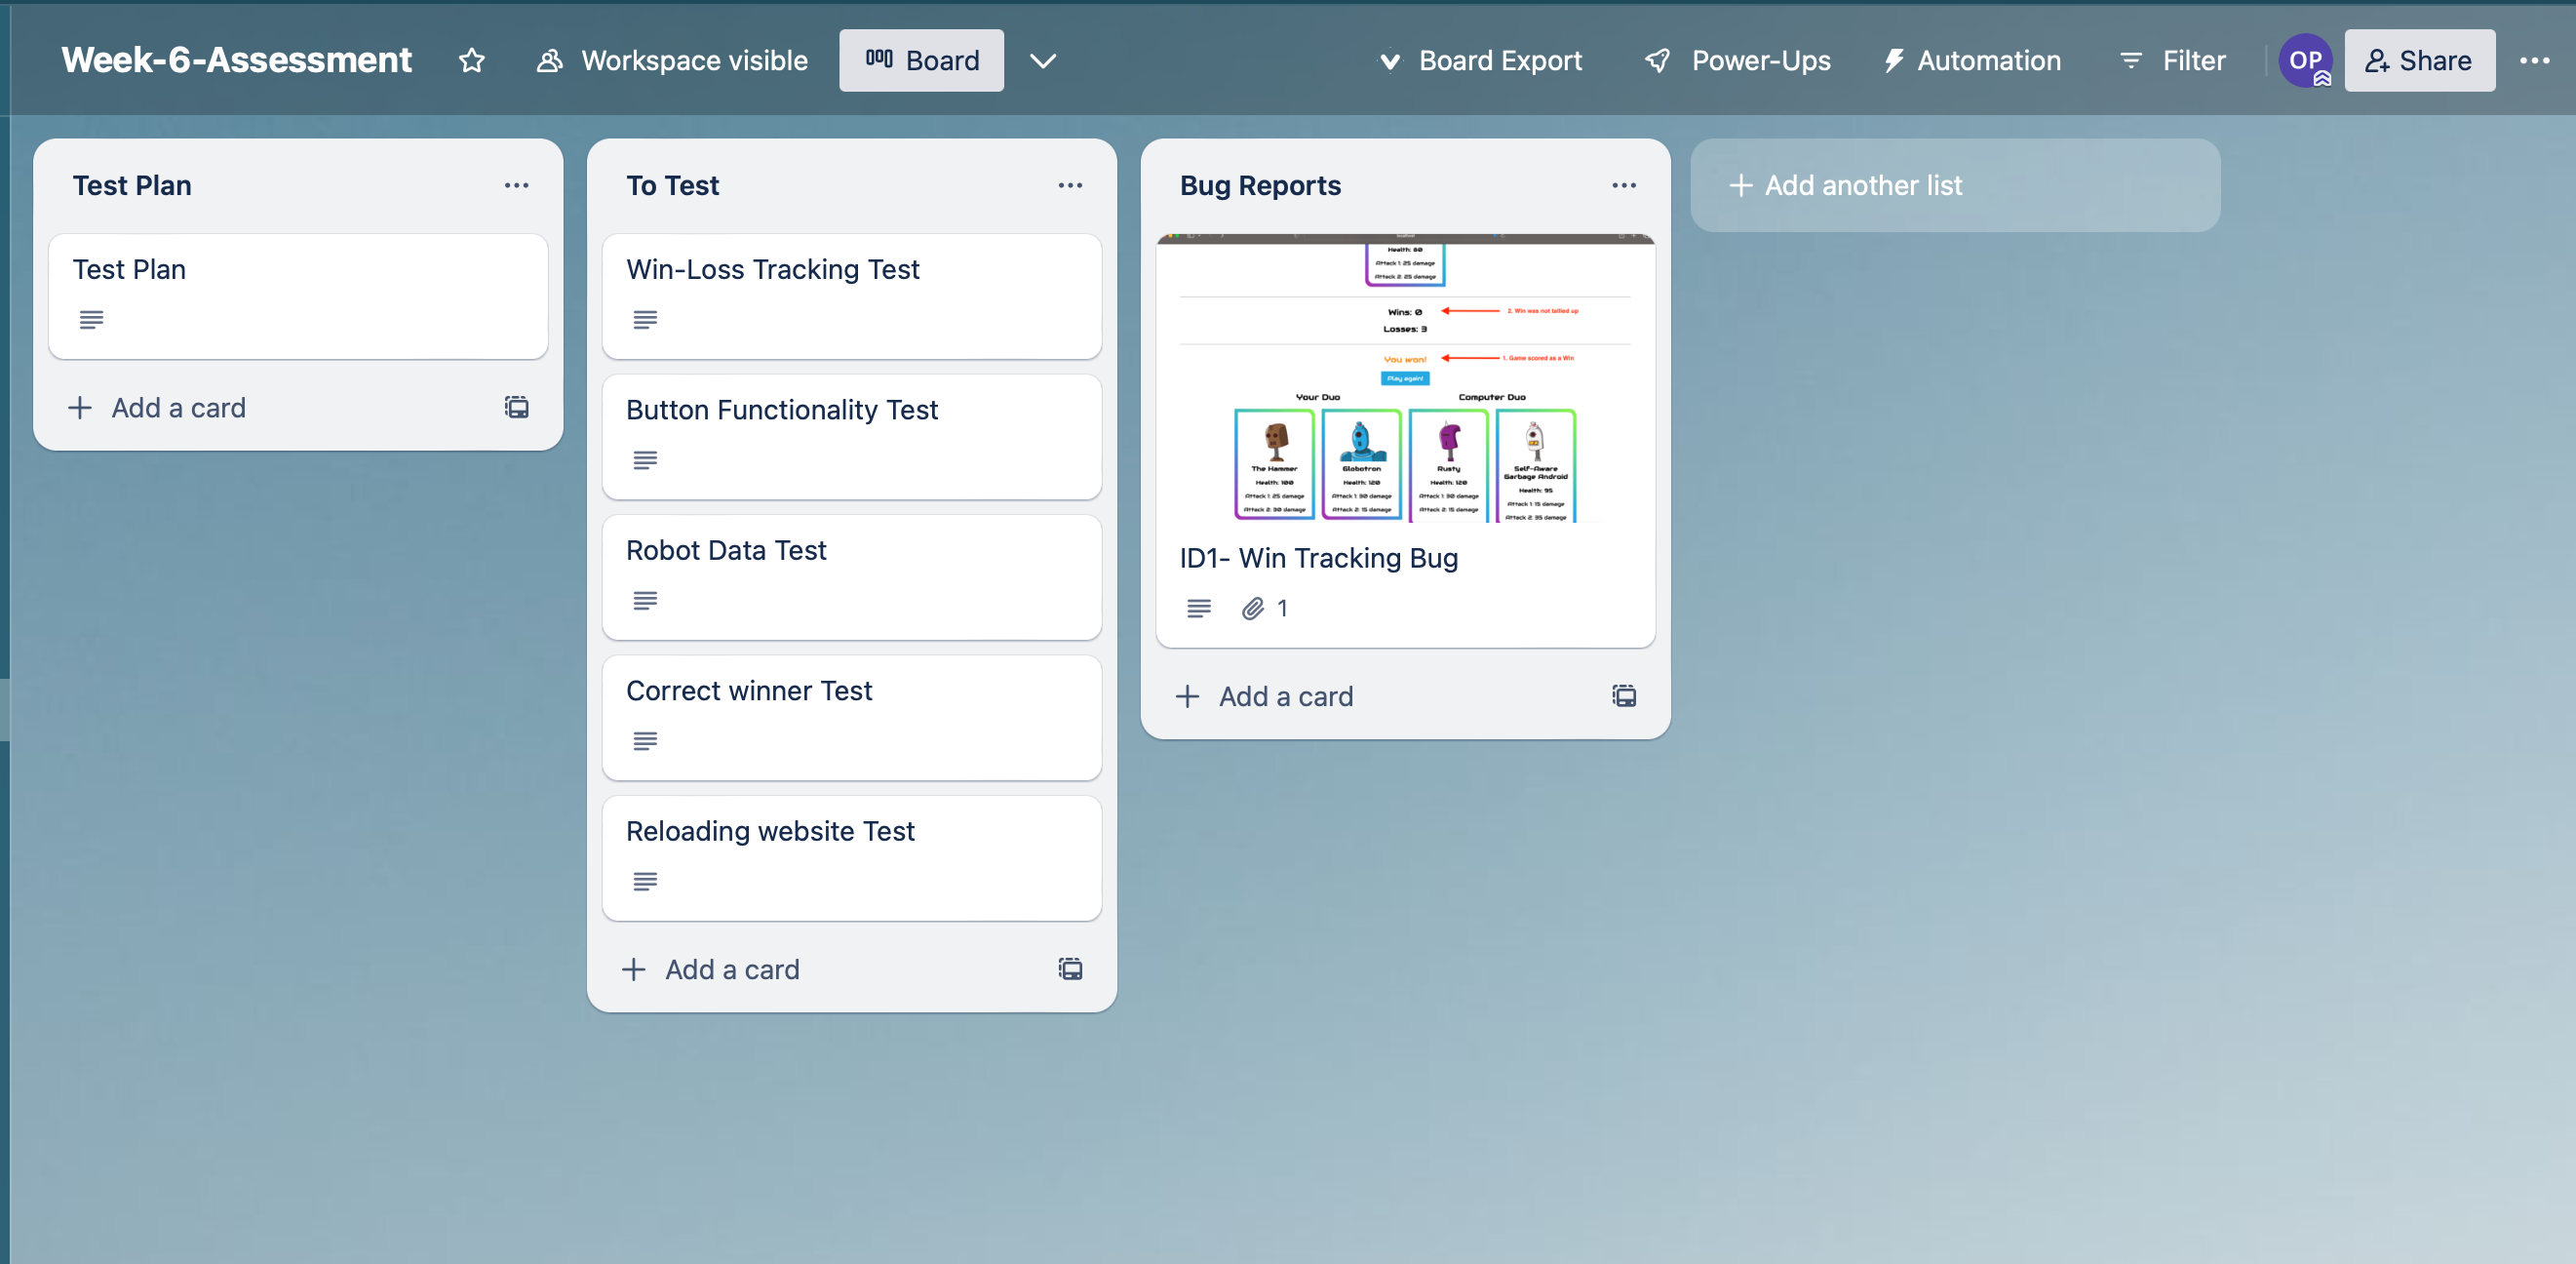 Week-6-Assessment
Workspace visible
Board
Board Export
Power-Ups
Automation
Filter
OP
Share
Test Plan
Test Plan
Add a card
To Test
Win-Loss Tracking Test
Button Functionality Test
Robot Data Test
Correct winner Test
Reloading website Test
Add a card
Bug Reports
Health: 80
Attack 1: 25 damage
Attack 2: 25 damage
Wins: 0
2. Win was not tallied up
Losses: 3
You won!
1. Game scored as a Win
Play again!
Your Duo
Computer Duo
The Hammer
Health: 100
Attack 1: 25 damage
Attack 2: 30 damage
Globotron
Health: 120
Attack 1: 30 damage
Attack 2: 15 damage
Rusty
Health: 120
Attack 1: 30 damage
Attack 2: 15 damage
Self-Aware
Garbage Android
Health: 95
Attack 1: 15 damage
Attack 2: 35 damage
ID1- Win Tracking Bug
1
Add a card
Add another list